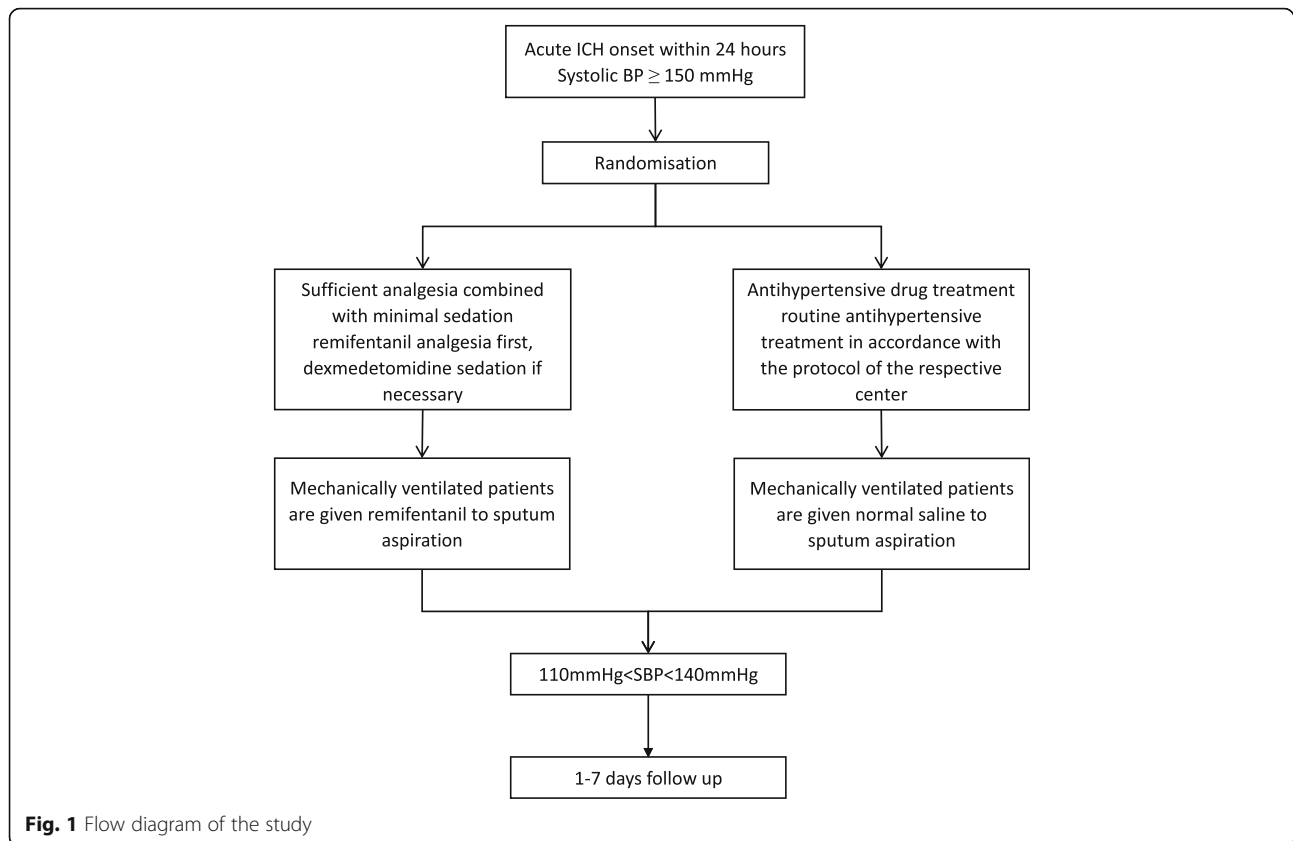 Acute ICH onset within 24 hours
Systolic BP ≥ 150 mmHg
Randomisation
Sufficient analgesia combined
with minimal sedation
remifentanil analgesia first,
dexmedetomidine sedation if
necessary
Antihypertensive drug treatment
routine antihypertensive
treatment in accordance with
the protocol of the respective
center
Mechanically ventilated patients
are given remifentanil to sputum
aspiration
Mechanically ventilated patients
are given normal saline to
sputum aspiration
110mmHg<SBP<140mmHg
1-7 days follow up
Fig. 1 Flow diagram of the study